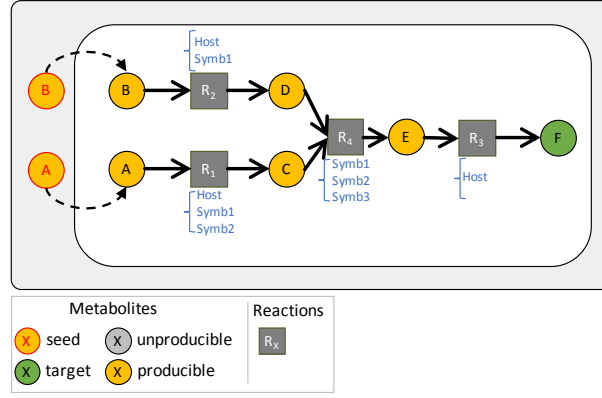 Host
Symb1
B
B
R2
D
R4
E
R3
F
A
A
R1
C
Symb1
Symb2
Symb3
Host
Host
Symb1
Symb2
Metabolites
Reactions
X seed
X unproducible
RX
X target
X producible